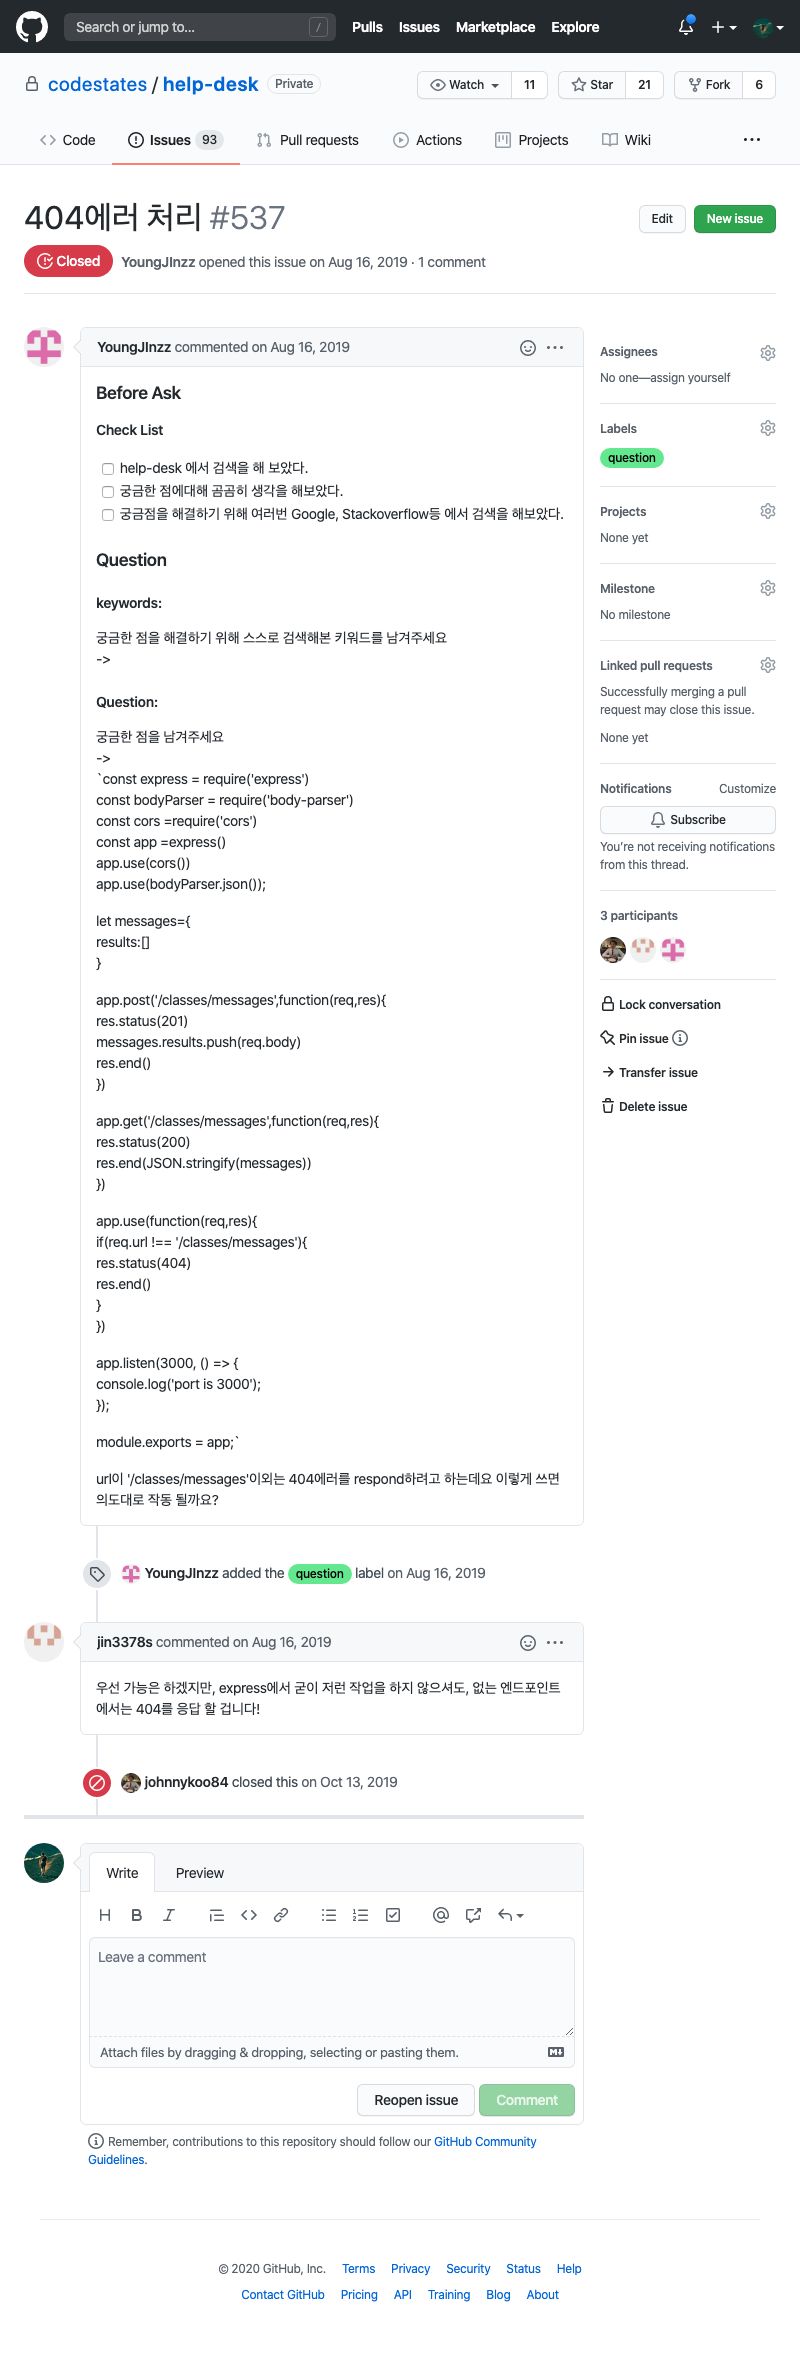 Search or jump to... /
Pulls Issues Marketplace Explore
codestates / help-desk Private
Watch 11 Star 21 Fork 6
Code Issues 93 Pull requests Actions Projects Wiki
404에러 처리 #537
Edit New issue
Closed YoungJInzz opened this issue on Aug 16, 2019 · 1 comment
YoungJInzz commented on Aug 16, 2019
Before Ask
Check List
help-desk 에서 검색을 해 보았다.
궁금한 점에대해 곰곰히 생각을 해보았다.
궁금점을 해결하기 위해 여러번 Google, Stackoverflow등 에서 검색을 해보았다.
Question
keywords:
궁금한 점을 해결하기 위해 스스로 검색해본 키워드를 남겨주세요
->
Question:
궁금한 점을 남겨주세요
->
`const express = require('express')
const bodyParser = require('body-parser')
const cors =require('cors')
const app =express()
app.use(cors())
app.use(bodyParser.json());
let messages={
results:[]
}
app.post('/classes/messages',function(req,res){
res.status(201)
messages.results.push(req.body)
res.end()
})
app.get('/classes/messages',function(req,res){
res.status(200)
res.end(JSON.stringify(messages))
})
app.use(function(req,res){
if(req.url !== '/classes/messages'){
res.status(404)
res.end()
}
})
app.listen(3000, () => {
console.log('port is 3000');
});
module.exports = app;`
url이 '/classes/messages'이외는 404에러를 respond하려고 하는데요 이렇게 쓰면
의도대로 작동 될까요?
YoungJInzz added the question label on Aug 16, 2019
jin3378s commented on Aug 16, 2019
우선 가능은 하겠지만, express에서 굳이 저런 작업을 하지 않으셔도, 없는 엔드포인트
에서는 404를 응답 할 겁니다!
johnnykoo84 closed this on Oct 13, 2019
Write Preview
Leave a comment
Attach files by dragging & dropping, selecting or pasting them.
Reopen issue Comment
Remember, contributions to this repository should follow our GitHub Community
Guidelines.
Assignees
No one—assign yourself
Labels
question
Projects
None yet
Milestone
No milestone
Linked pull requests
Successfully merging a pull
request may close this issue.
None yet
Notifications Customize
Subscribe
You're not receiving notifications
from this thread.
3 participants
Lock conversation
Pin issue
Transfer issue
Delete issue
© 2020 GitHub, Inc. Terms Privacy Security Status Help
Contact GitHub Pricing API Training Blog About